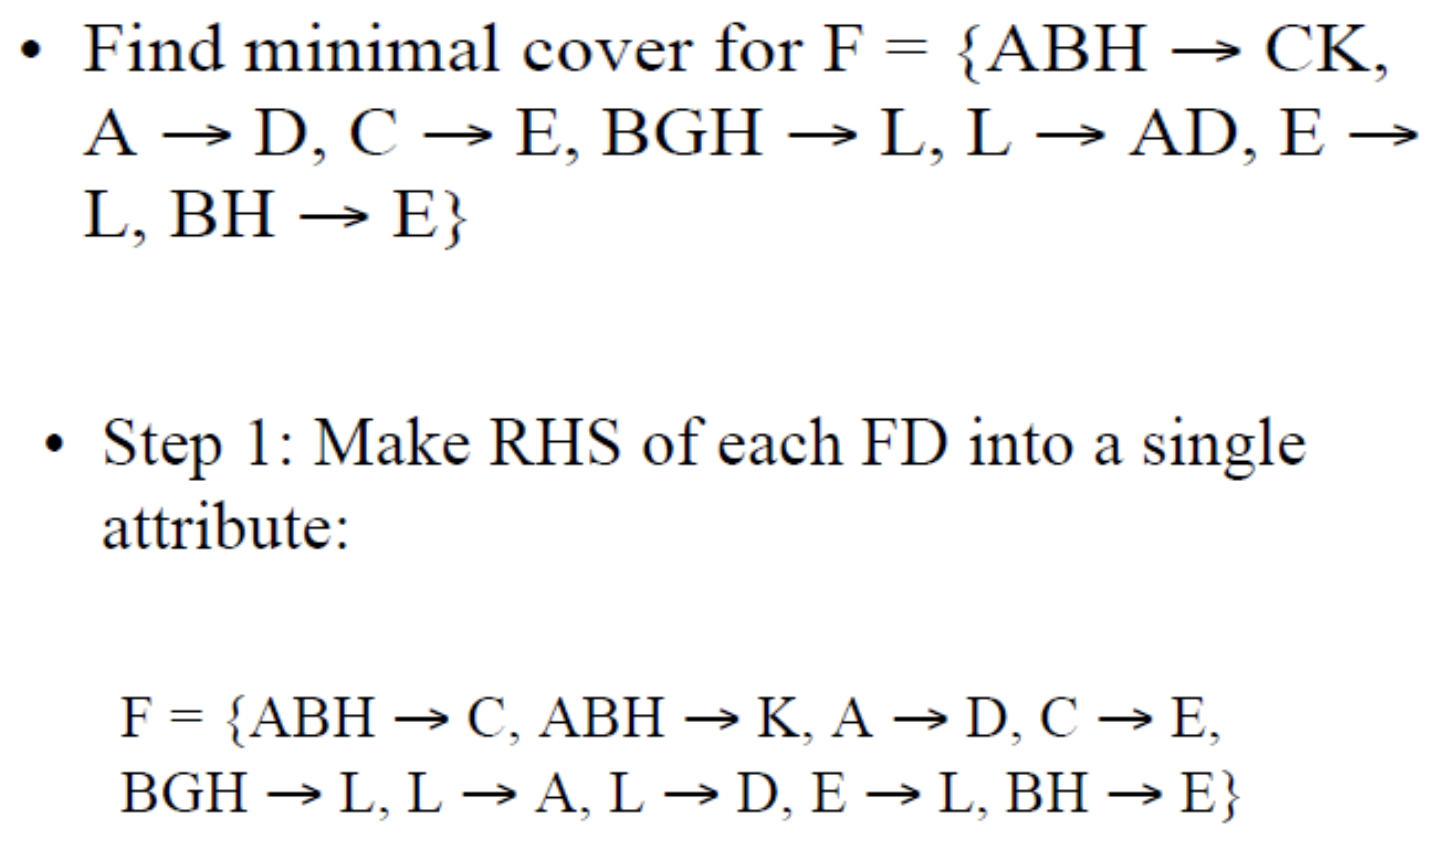 • Find minimal cover for F = {ABH → CK,
A → D, C → E, BGH → L, L → AD, E →
L, BH → E}
• Step 1: Make RHS of each FD into a single
attribute:
F = {ABH → C, ABH → K, A → D, C → E,
BGH → L, L → A, L → D, E → L, BH → E}